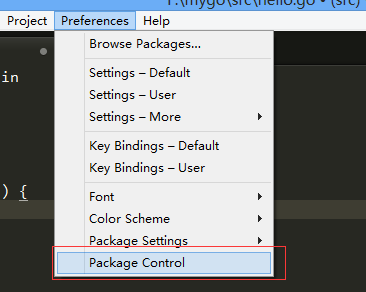 F:\mygo\src\hello.go • (src)
Project Preferences Help
Browse Packages...
in
Settings – Default
Settings – User
Settings – More
Key Bindings – Default
Key Bindings – User
) {
Font
Color Scheme
Package Settings
Package Control